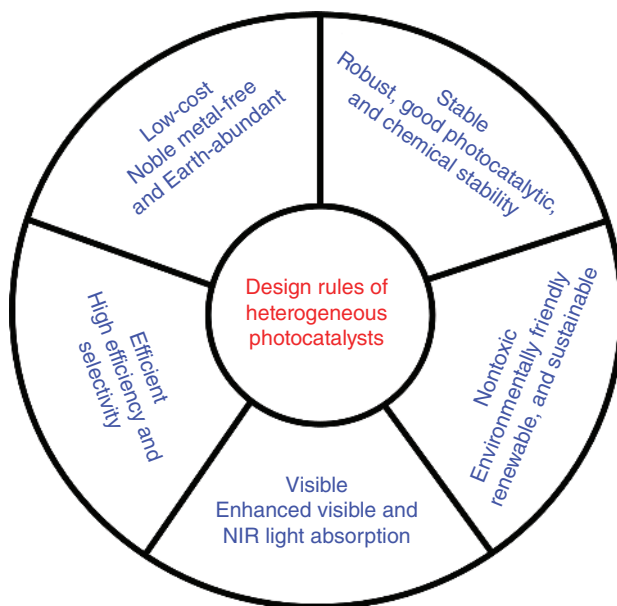 Low-cost
Noble metal-free
and Earth-abundant
Stable
Robust, good photocatalytic,
and chemical stability
Design rules of
heterogeneous
photocatalysts
Efficient
High efficiency and
selectivity
Nontoxic
Environmentally friendly
renewable, and sustainable
Visible
Enhanced visible and
NIR light absorption